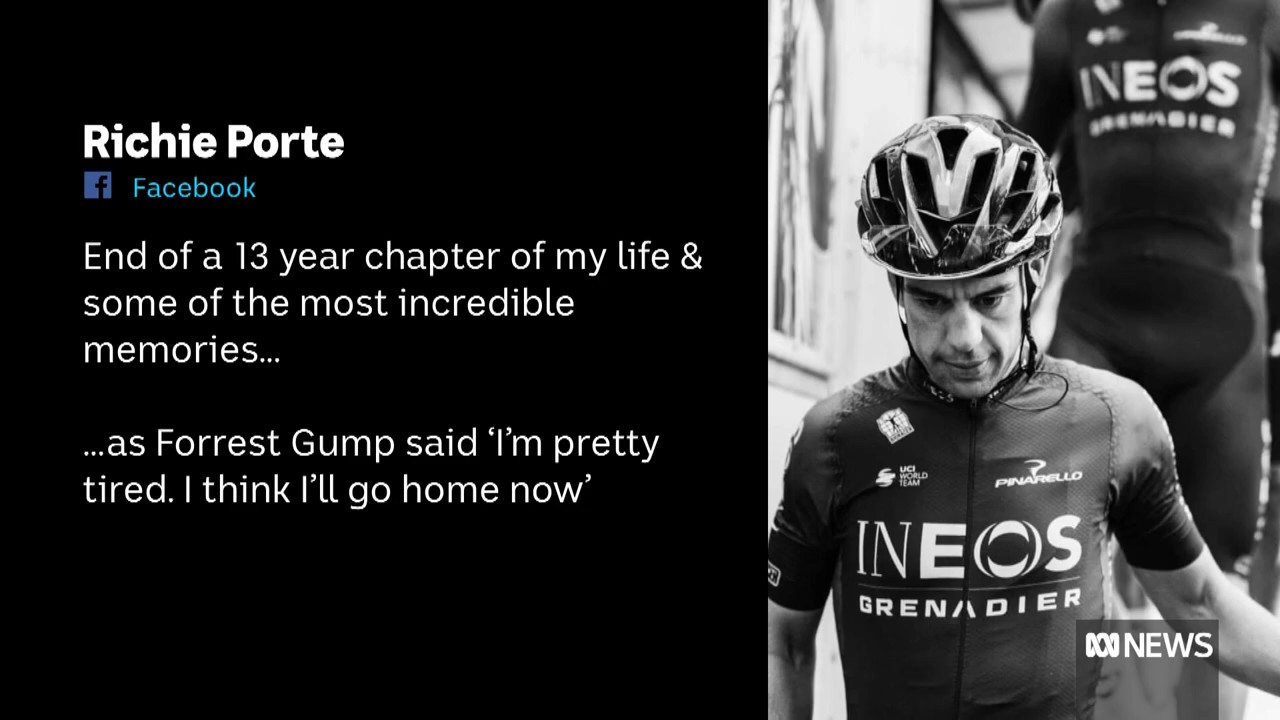 Richie Porte
Facebook
End of a 13 year chapter of my life &
some of the most incredible
memories...
...as Forrest Gump said ‘I’m pretty
tired. I think I’ll go home now’
INEOS
GRENADIER
UCI
WORLD
TEAM
PINARELLO
INEOS
GRENADIER
NEWS